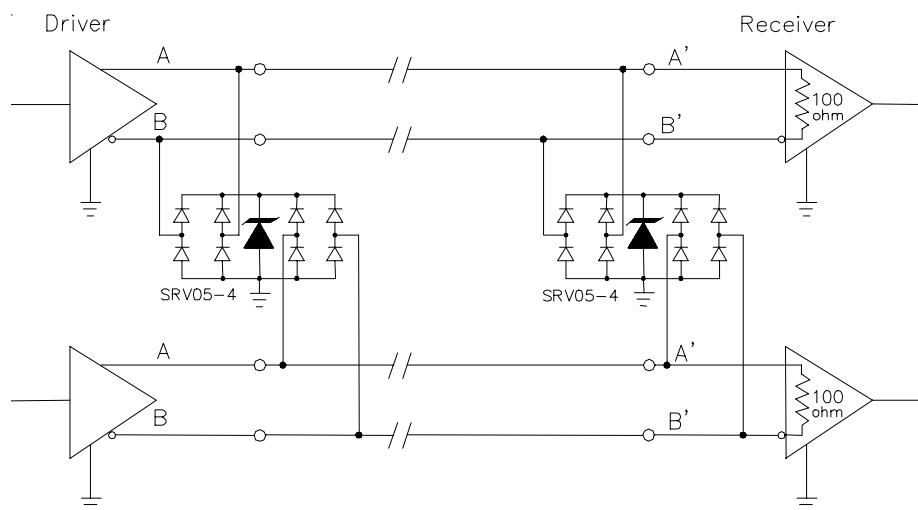 Driver
Receiver
A
A'
100
ohm
B
B'
SRV05-4
SRV05-4
A
A'
100
ohm
B
B'